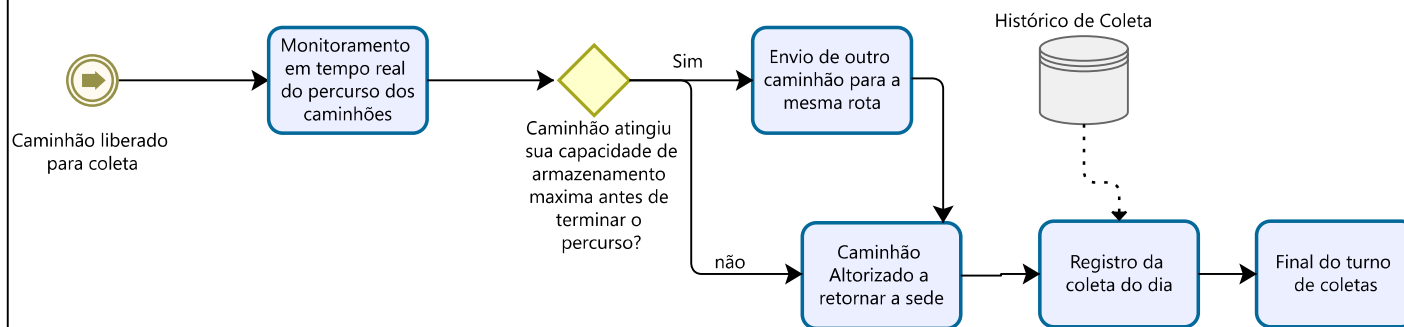 Histórico de Coleta
Caminhão liberado
para coleta
Monitoramento
em tempo real
do percurso dos
caminhões
Caminhão atingiu
sua capacidade de
armazenamento
maxima antes de
terminar o
percurso?
Sim
Envio de outro
caminhão para a
mesma rota
não
Caminhão
Altorizado a
retornar a sede
Registro da
coleta do dia
Final do turno
de coletas